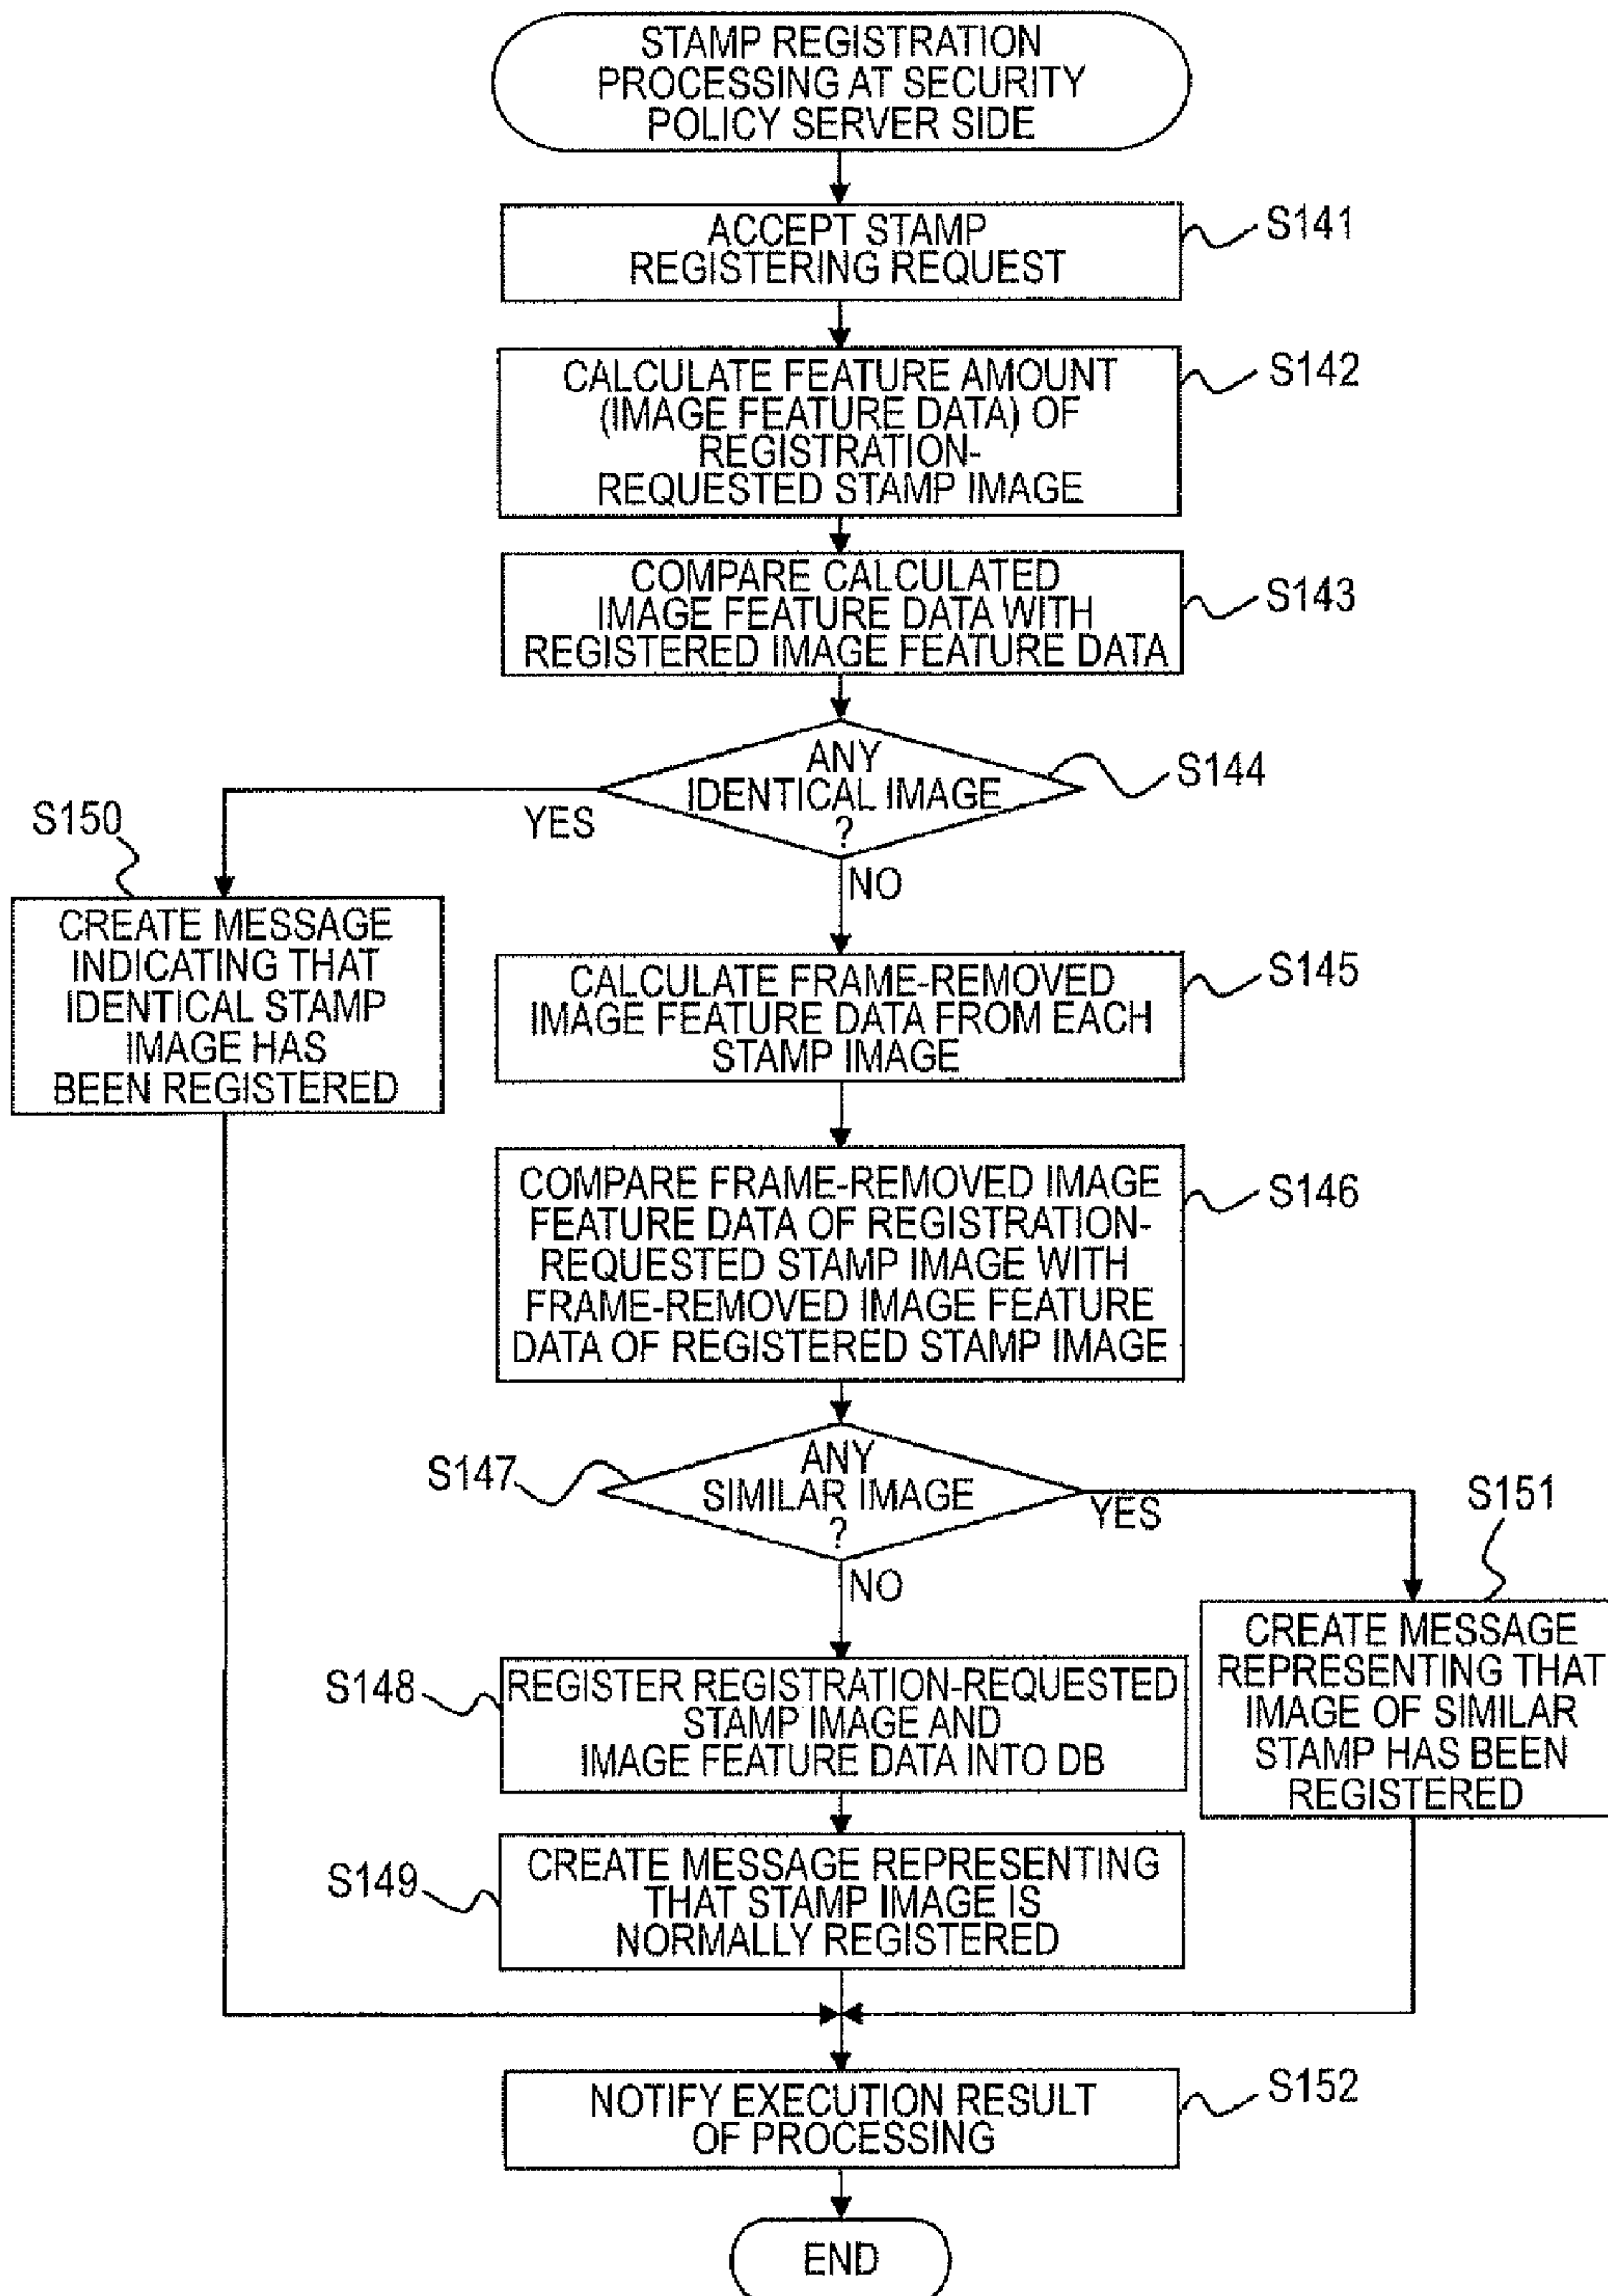 STAMP REGISTRATION
PROCESSING AT SECURITY
POLICY SERVER SIDE
ACCEPT STAMP
REGISTERING REQUEST
S141
CALCULATE FEATURE AMOUNT
(IMAGE FEATURE DATA) OF
REGISTRATION-
REQUESTED STAMP IMAGE
S142
COMPARE CALCULATED
IMAGE FEATURE DATA WITH
REGISTERED IMAGE FEATURE DATA
S143
ANY
IDENTICAL IMAGE
?
S144
YES
NO
S150
CREATE MESSAGE
INDICATING THAT
IDENTICAL STAMP
IMAGE HAS
BEEN REGISTERED
CALCULATE FRAME-REMOVED
IMAGE FEATURE DATA FROM EACH
STAMP IMAGE
S145
COMPARE FRAME-REMOVED IMAGE
FEATURE DATA OF REGISTRATION-
REQUESTED STAMP IMAGE WITH
FRAME-REMOVED IMAGE FEATURE
DATA OF REGISTERED STAMP IMAGE
S146
S147
ANY
SIMILAR IMAGE
?
YES
NO
S151
CREATE MESSAGE
REPRESENTING THAT
IMAGE OF SIMILAR
STAMP HAS BEEN
REGISTERED
S148
REGISTER REGISTRATION-REQUESTED
STAMP IMAGE AND
IMAGE FEATURE DATA INTO DB
S149
CREATE MESSAGE REPRESENTING
THAT STAMP IMAGE IS
NORMALLY REGISTERED
NOTIFY EXECUTION RESULT
OF PROCESSING
S152
END